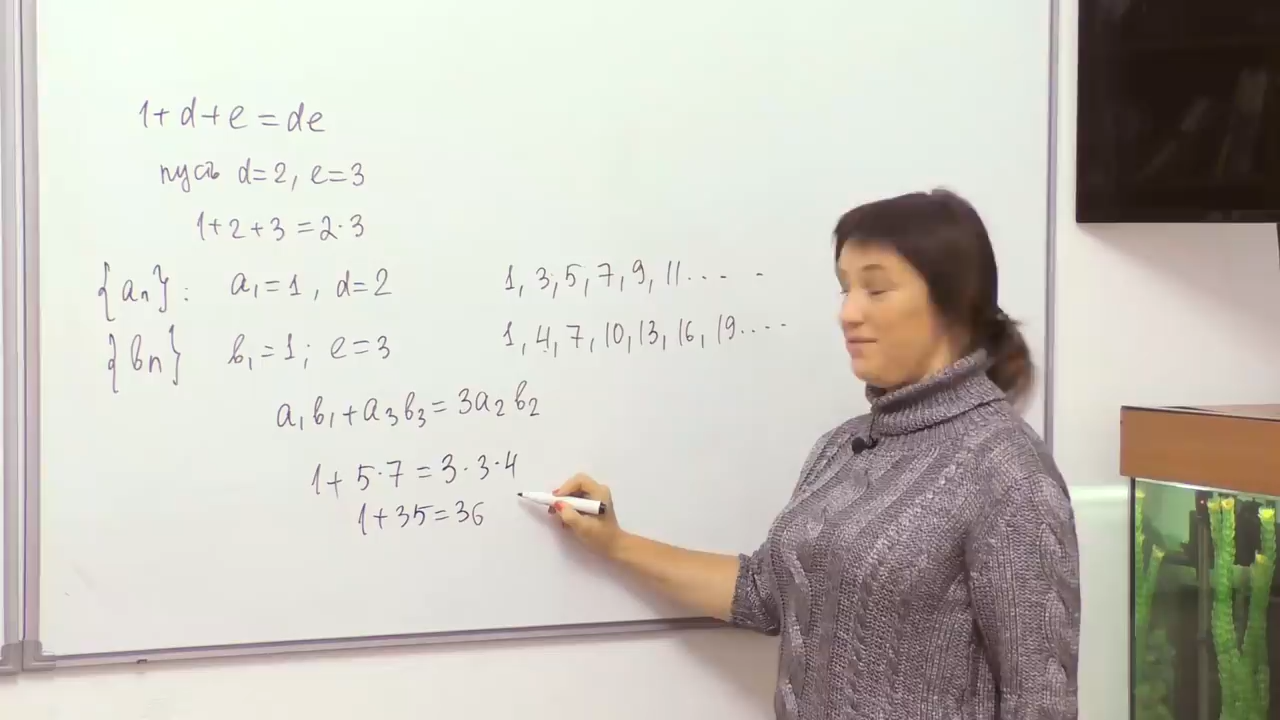 1+d+e=de
пусть d=2, e=3
1+2+3=2·3
{aₙ}: a₁=1, d=2 1, 3, 5, 7, 9, 11... -
{bₙ} b₁=1; e=3 1, 4, 7, 10, 13, 16, 19....
a₁b₁+a₃b₃=3a₂b₂
1+5·7=3·3·4
1+35=36